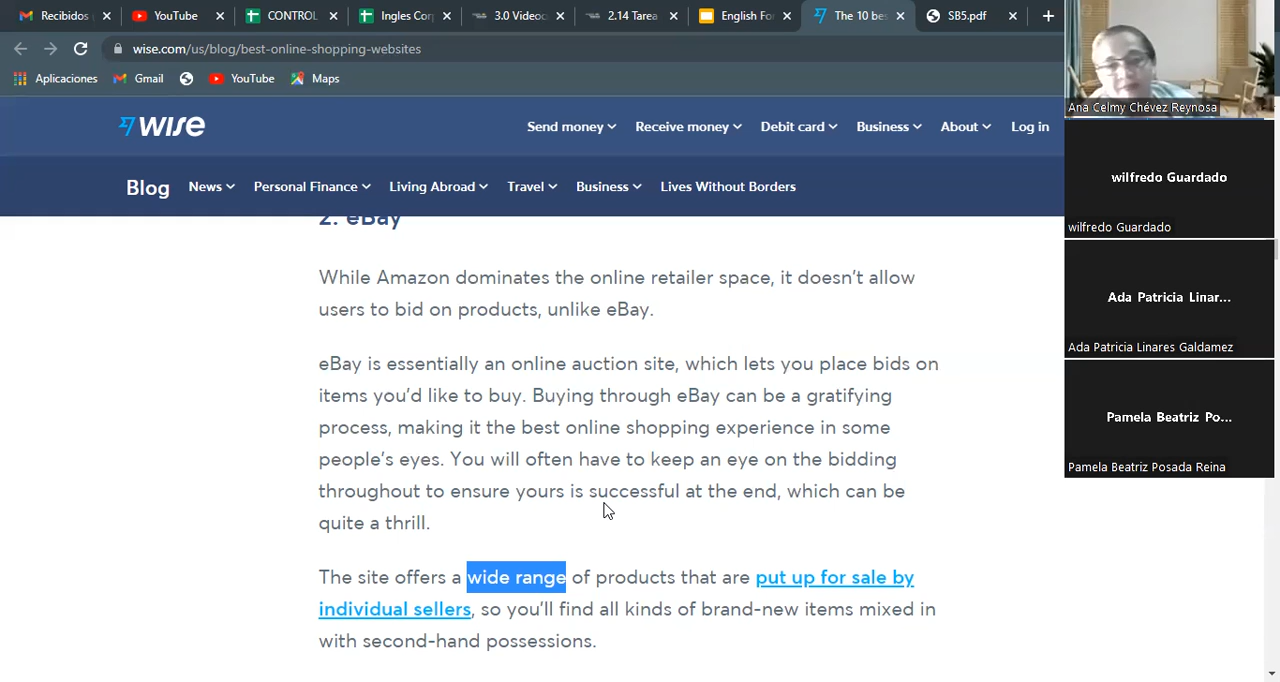 Recibidos
YouTube
CONTROL
Ingles Cor
3.0 Videoc
2.14 Tarea
English Fo
The 10 bes
SB5.pdf
wise.com/us/blog/best-online-shopping-websites
Aplicaciones
Gmail
YouTube
Maps
WISE
Send money
Receive money
Debit card
Business
About
Log in
Blog
News
Personal Finance
Living Abroad
Travel
Business
Lives Without Borders
2. eBay
While Amazon dominates the online retailer space, it doesn't allow
users to bid on products, unlike eBay.
eBay is essentially an online auction site, which lets you place bids on
items you'd like to buy. Buying through eBay can be a gratifying
process, making it the best online shopping experience in some
people's eyes. You will often have to keep an eye on the bidding
throughout to ensure yours is successful at the end, which can be
quite a thrill.
The site offers a wide range of products that are put up for sale by
individual sellers, so you'll find all kinds of brand-new items mixed in
with second-hand possessions.
Ana Celmy Chévez Reynosa
wilfredo Guardado
wilfredo Guardado
Ada Patricia Linar...
Ada Patricia Linares Galdamez
Pamela Beatriz Po...
Pamela Beatriz Posada Reina